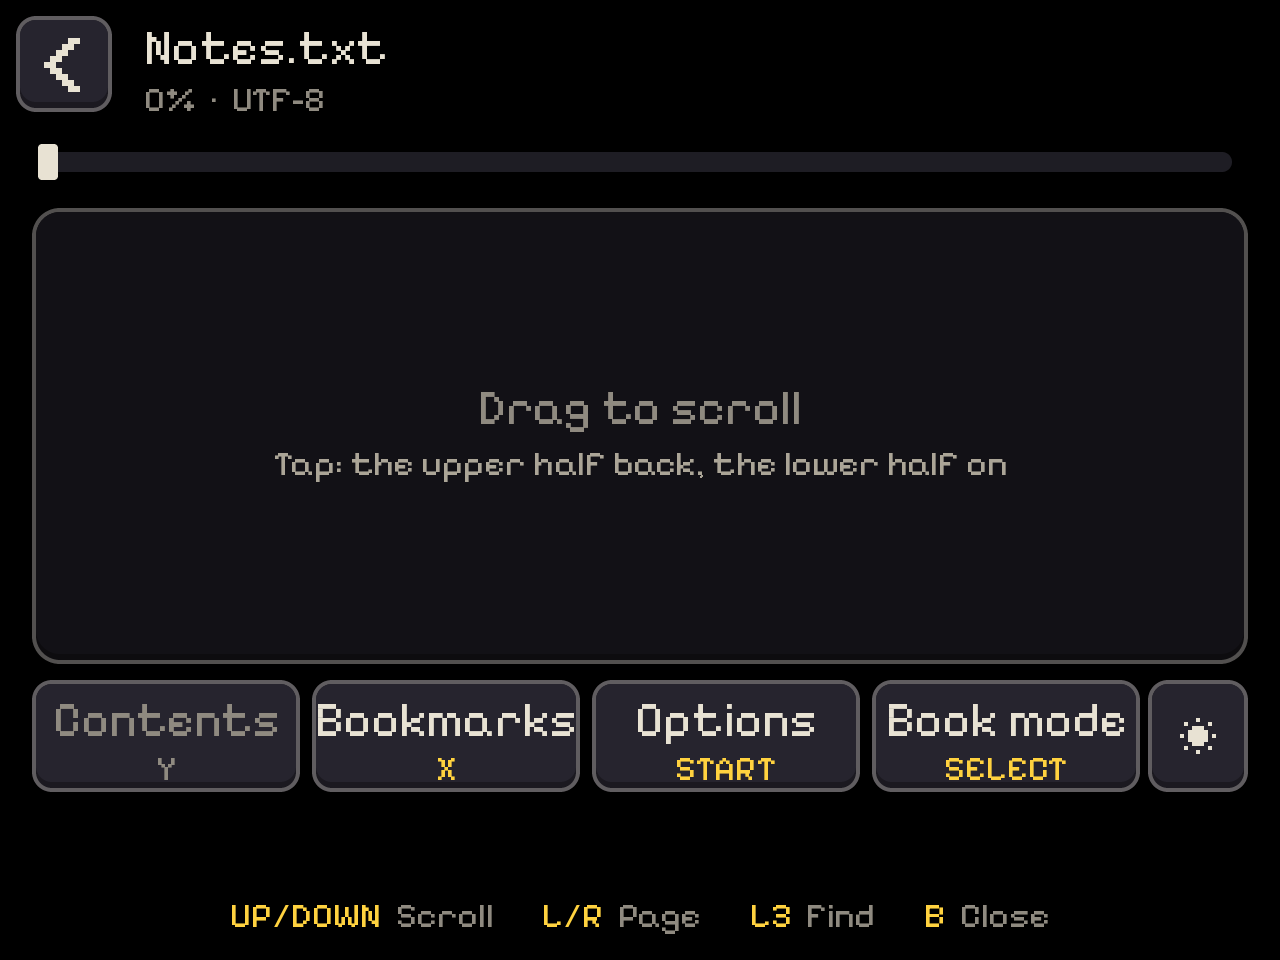 Notes.txt
0% · UTF-8
Drag to scroll
Tap: the upper half back, the lower half on
Contents Bookmarks Options Book mode
Y X START SELECT
UP/DOWN Scroll L/R Page L3 Find B Close